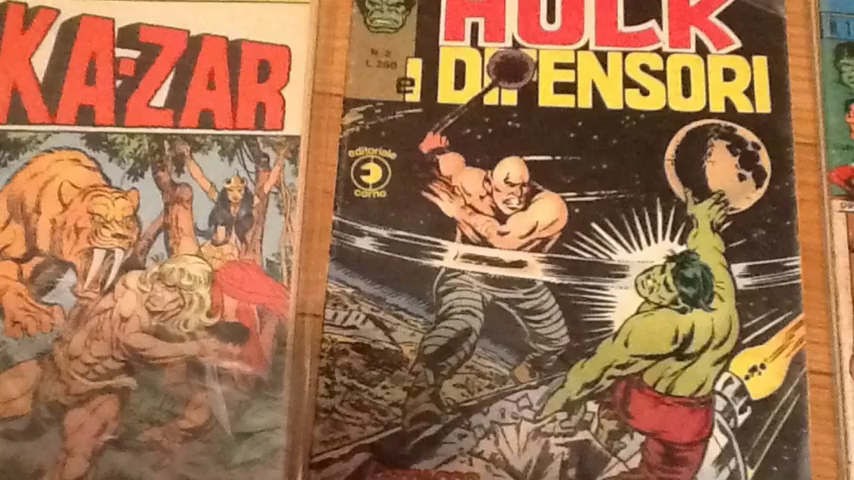 KA-ZAR
HULK
N. 2
L. 200
e I DIFENSORI
editoriale
corno